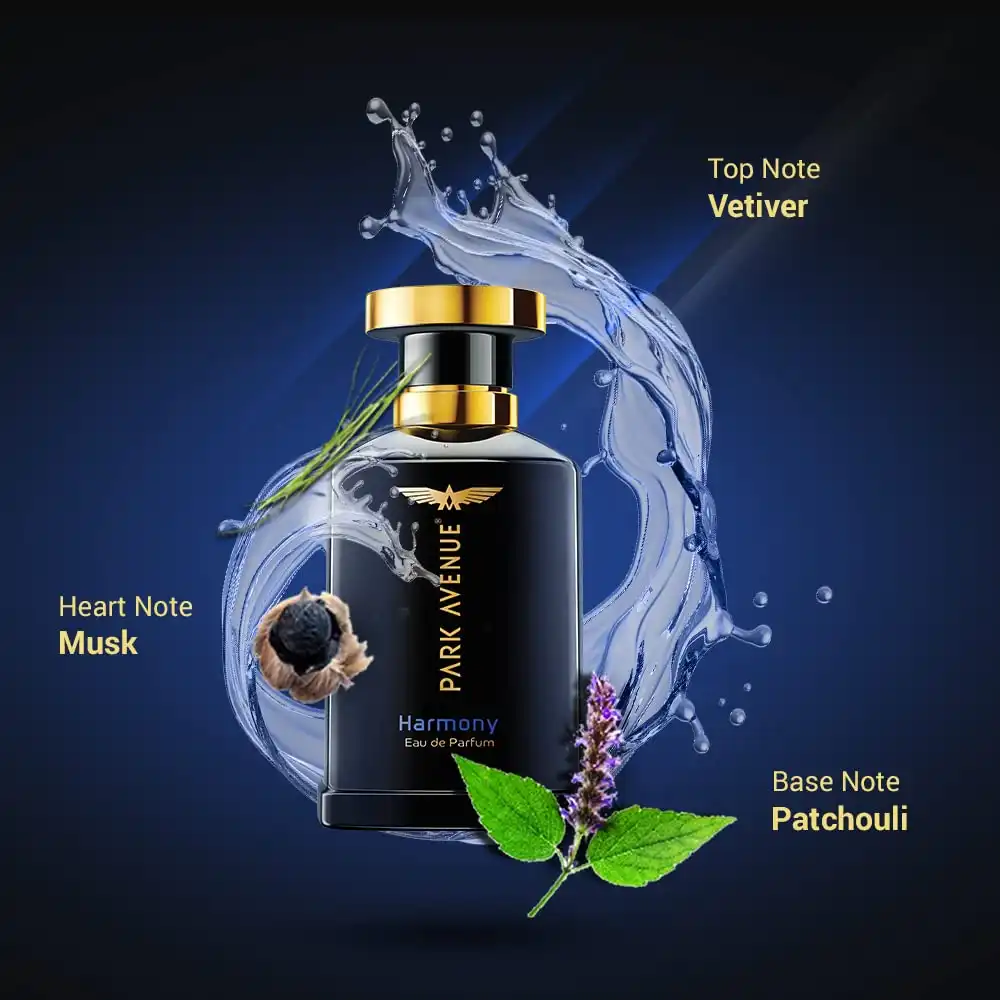 Top Note
Vetiver
PARK AVENUE®
Heart Note
Musk
Harmony
Eau de Parfum
Base Note
Patchouli